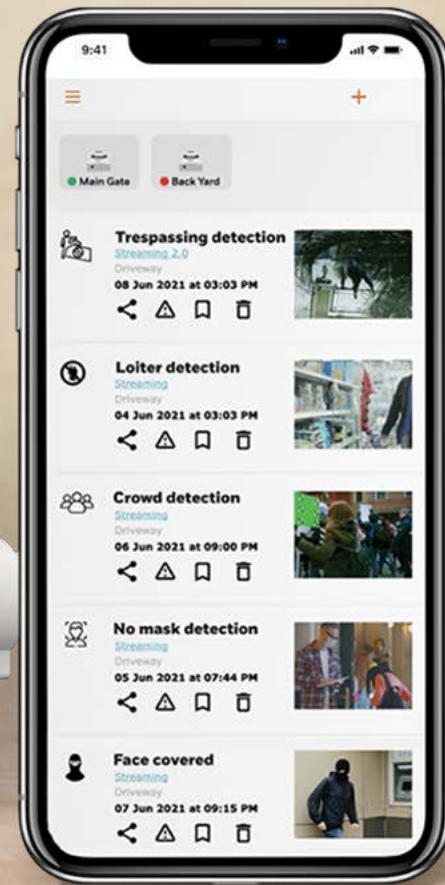 9:41
Main Gate
Back Yard
Trespassing detection
Streaming 2.0
Driveway
08 Jun 2021 at 03:03 PM
Loiter detection
Streaming
Driveway
04 Jun 2021 at 03:03 PM
Crowd detection
Streaming
Driveway
06 Jun 2021 at 09:00 PM
No mask detection
Streaming
Driveway
05 Jun 2021 at 07:44 PM
Face covered
Streaming
Driveway
07 Jun 2021 at 09:15 PM